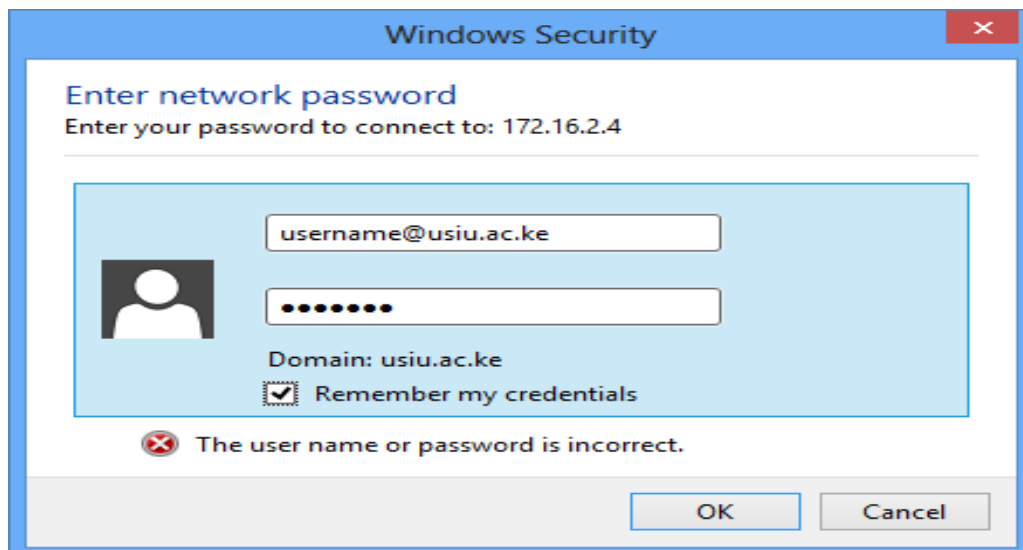 Windows Security
Enter network password
Enter your password to connect to: 172.16.2.4
username@usiu.ac.ke
●●●●●●●
Domain: usiu.ac.ke
Remember my credentials
The user name or password is incorrect.
OK Cancel